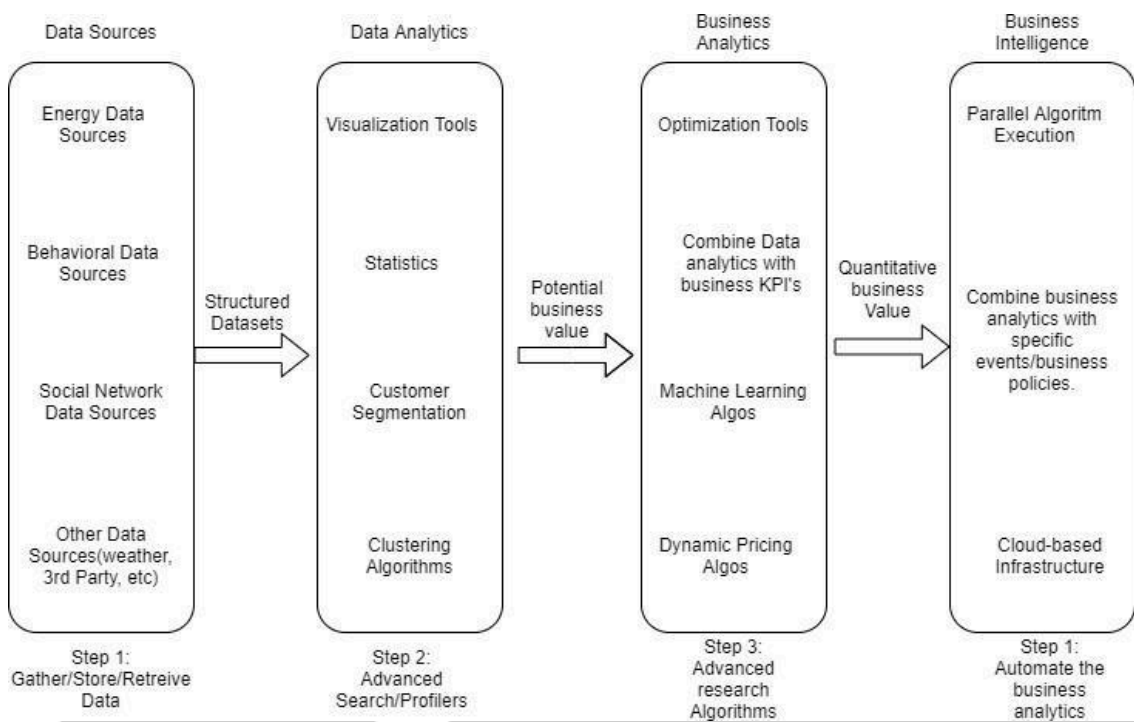 Data Sources
Energy Data
Sources
Behavioral Data
Sources
Social Network
Data Sources
Other Data
Sources(weather,
3rd Party, etc)
Step 1:
Gather/Store/Retreive
Data
Structured
Datasets
Data Analytics
Visualization Tools
Statistics
Customer
Segmentation
Clustering
Algorithms
Step 2:
Advanced
Search/Profilers
Potential
business
value
Business
Analytics
Optimization Tools
Combine Data
analytics with
business KPI's
Machine Learning
Algos
Dynamic Pricing
Algos
Step 3:
Advanced
research
Algorithms
Quantitative
business
Value
Business
Intelligence
Parallel Algoritm
Execution
Combine business
analytics with
specific
events/business
policies.
Cloud-based
Infrastructure
Step 1:
Automate the
business
analytics